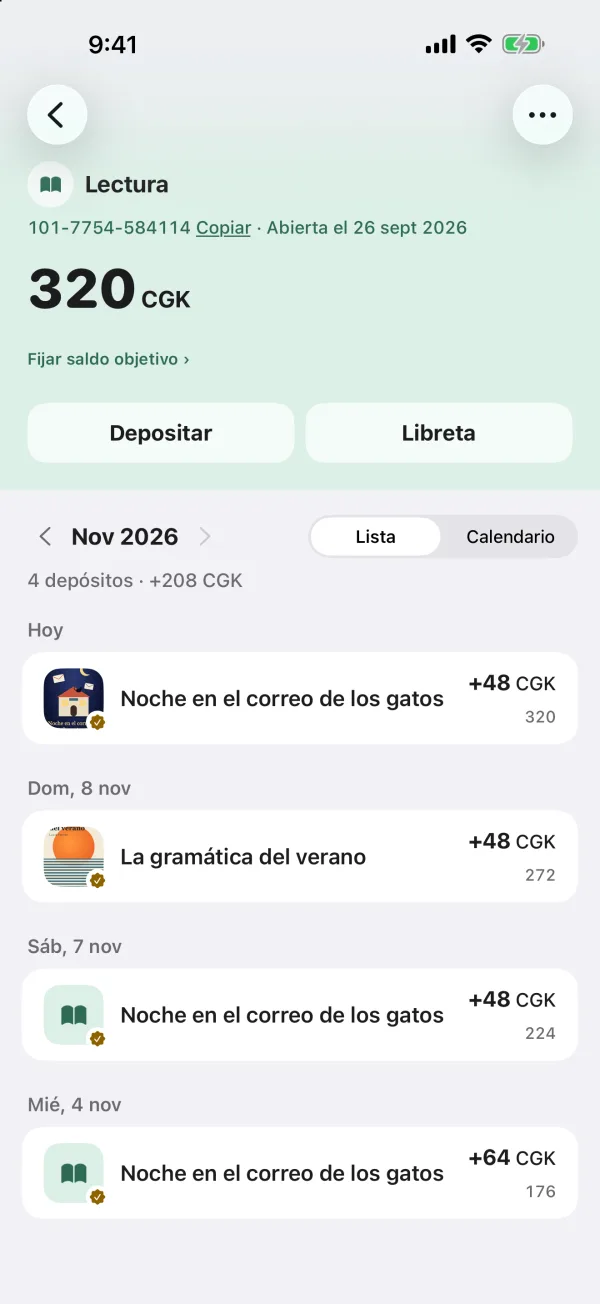 9:41
Lectura
101-7754-584114 Copiar · Abierta el 26 sept 2026
320 CGK
Fijar saldo objetivo ›
Depositar
Libreta
Nov 2026
Lista
Calendario
4 depósitos · +208 CGK
Hoy
Noche en el correo de los gatos
+48 CGK
320
Dom, 8 nov
del verano
La gramática del verano
+48 CGK
272
Sáb, 7 nov
Noche en el correo de los gatos
+48 CGK
224
Mié, 4 nov
Noche en el correo de los gatos
+64 CGK
176